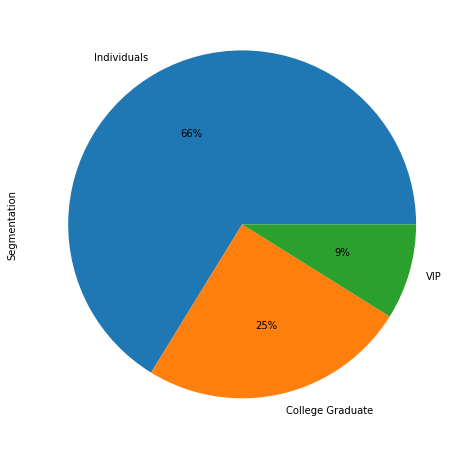 Individuals
66%
Segmentation
9%
VIP
25%
College Graduate